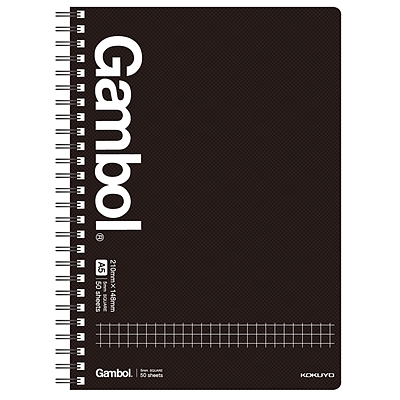 Gambol®
210mm×148mm
A5 5mm SQUARE
50 sheets
Gambol. 5mm SQUARE
50 sheets
KOKUYO